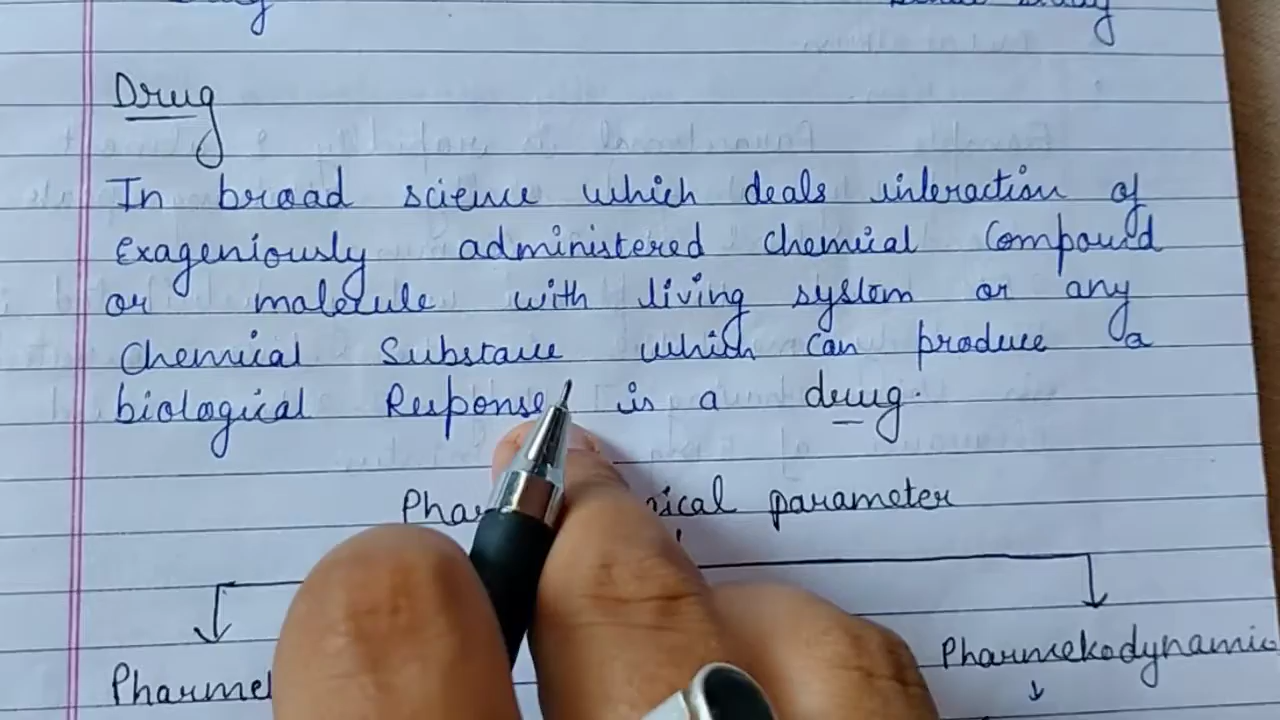 Drug
In broad science which deals interaction of
Exageniously administered chemical Compound
or molecule with living system or any
Chemical Substance which can produce a
biological Response is a drug.
parameter
Pharmekodynamic